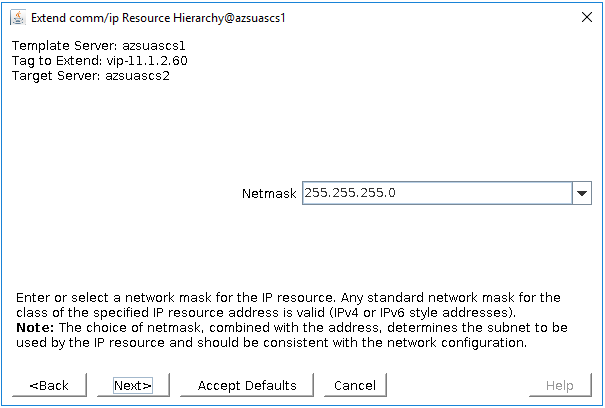 Extend comm/ip Resource Hierarchy@azsuascs1
Template Server: azsuascs1
Tag to Extend: vip-11.1.2.60
Target Server: azsuascs2
Netmask 255.255.255.0
Enter or select a network mask for the IP resource. Any standard network mask for the
class of the specified IP resource address is valid (IPv4 or IPv6 style addresses).
Note: The choice of netmask, combined with the address, determines the subnet to be
used by the IP resource and should be consistent with the network configuration.
<Back Next> Accept Defaults Cancel Help